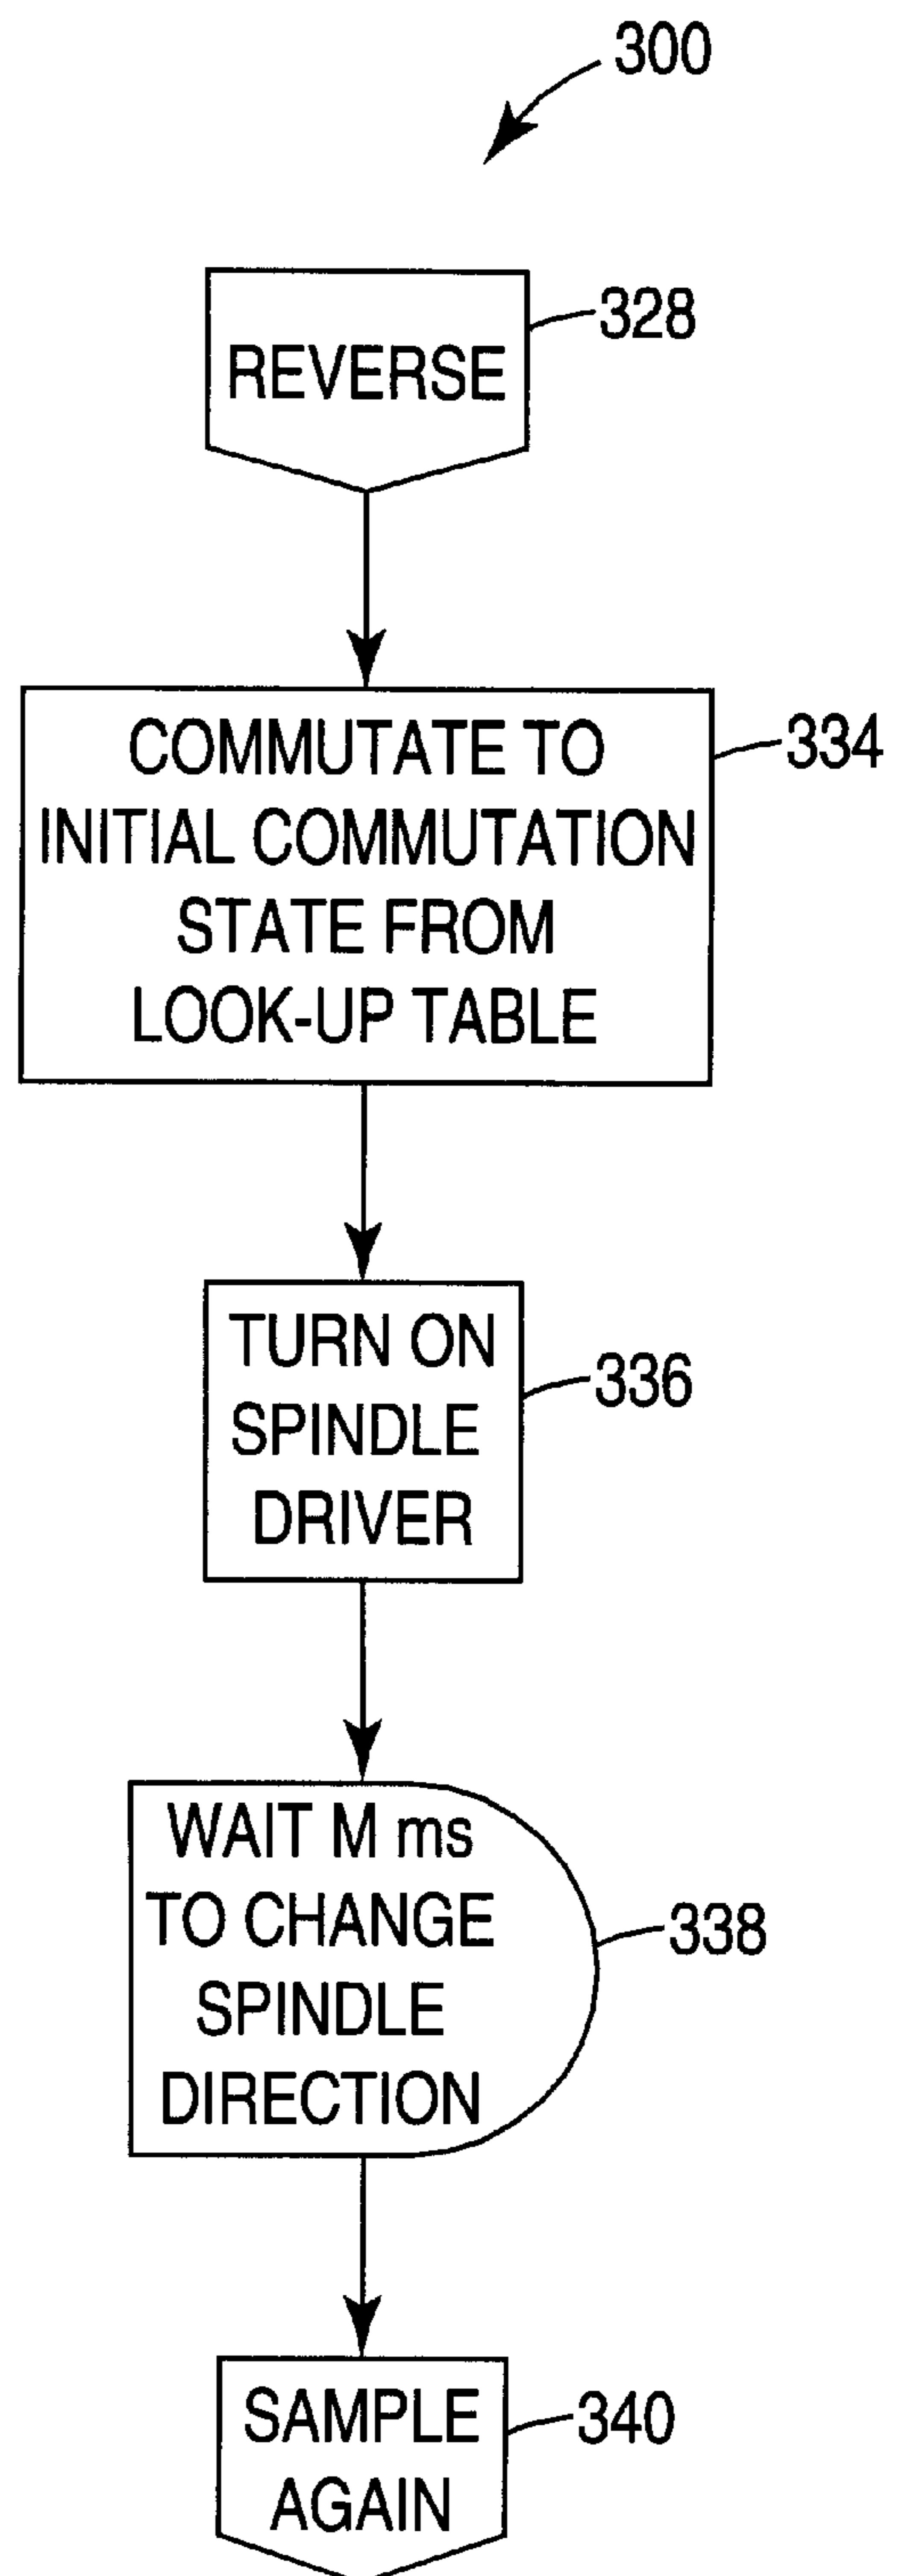 300
REVERSE
328
COMMUTATE TO
INITIAL COMMUTATION
STATE FROM
LOOK-UP TABLE
334
TURN ON
SPINDLE
DRIVER
336
WAIT M ms
TO CHANGE
SPINDLE
DIRECTION
338
SAMPLE
AGAIN
340